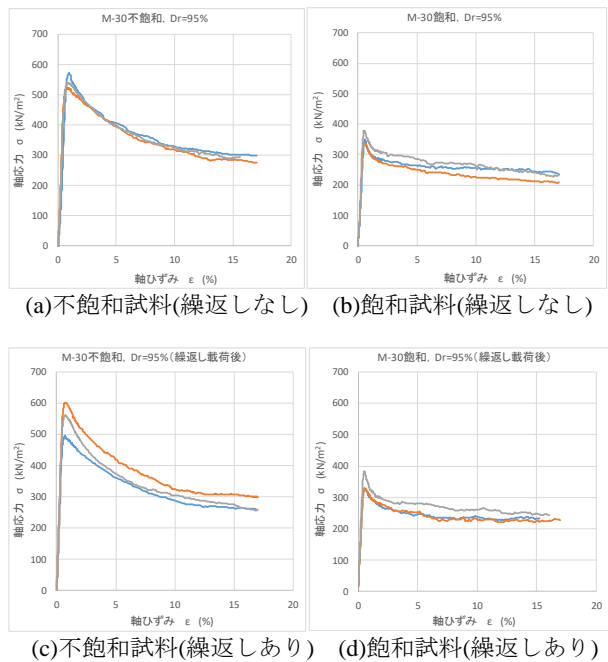 M-30不飽和, Dr=95%
700
600
500
400
300
200
100
0
0 5 10 15 20
軸応力 σ (kN/m²)
軸ひずみ ε (%)
(a)不飽和試料(繰返しなし)
M-30飽和, Dr=95%
700
600
500
400
300
200
100
0
0 5 10 15 20
軸応力 σ (kN/m²)
軸ひずみ ε (%)
(b)飽和試料(繰返しなし)
M-30不飽和, Dr=95%(繰返し載荷後)
700
600
500
400
300
200
100
0
0 5 10 15 20
軸応力 σ (kN/m²)
軸ひずみ ε (%)
(c)不飽和試料(繰返しあり)
M-30飽和, Dr=95%(繰返し載荷後)
700
600
500
400
300
200
100
0
0 5 10 15 20
軸応力 σ (kN/m²)
軸ひずみ ε (%)
(d)飽和試料(繰返しあり)